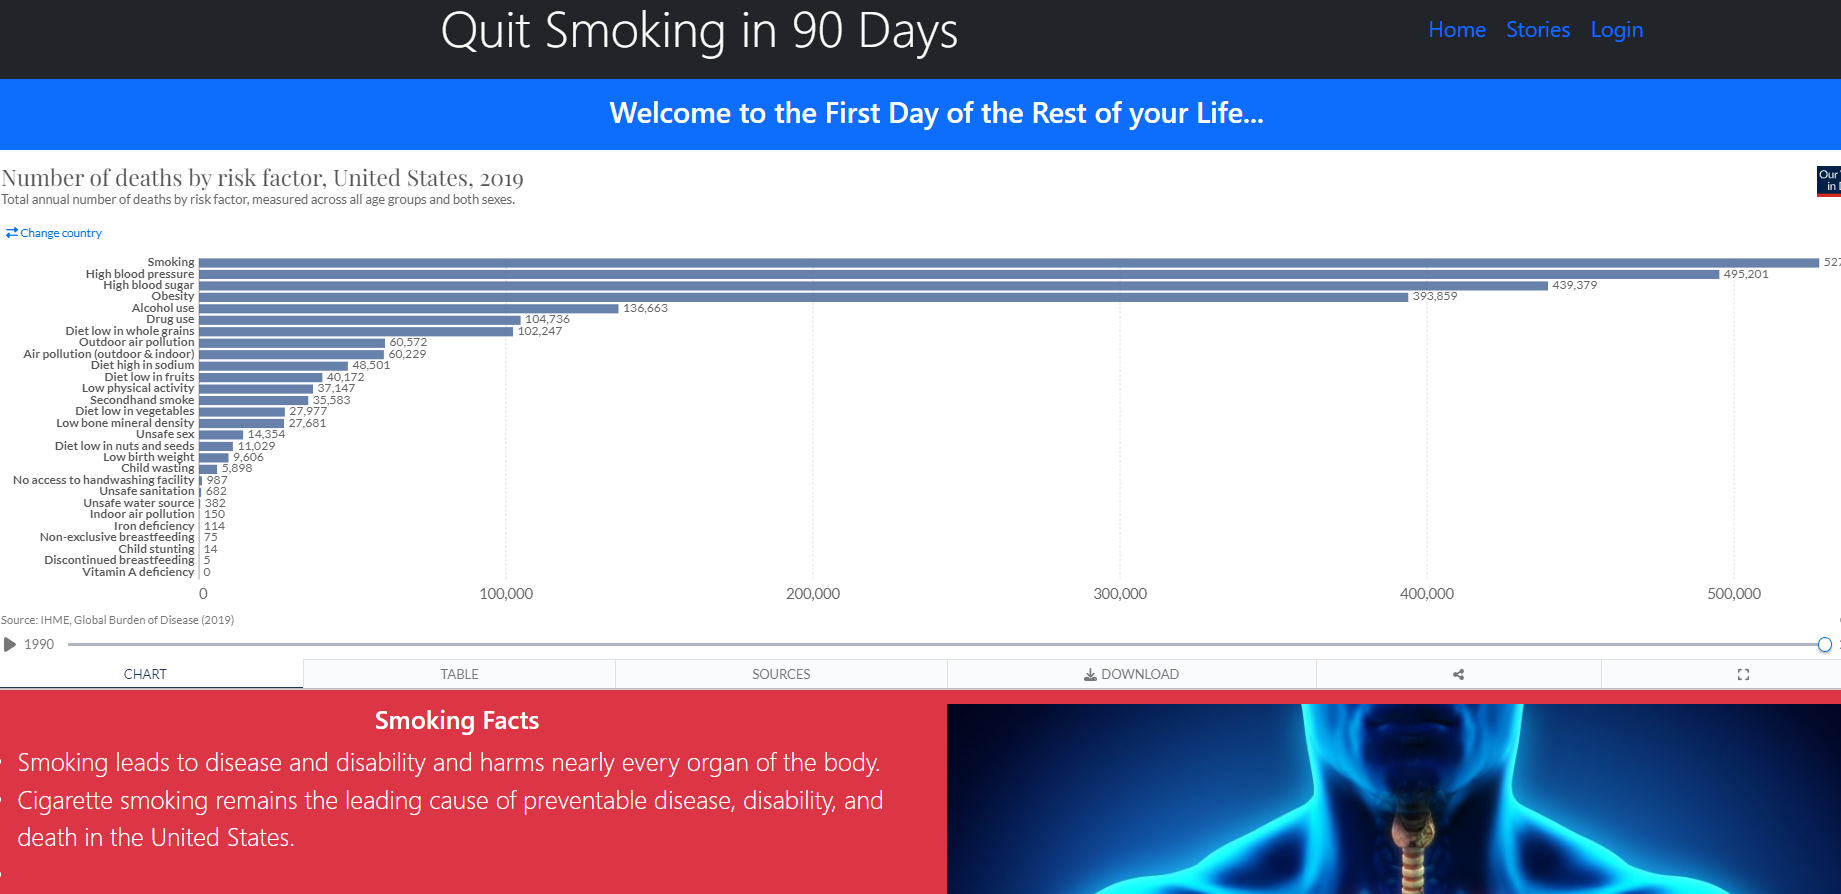 Quit Smoking in 90 Days
Home Stories Login
Welcome to the First Day of the Rest of your Life...
Number of deaths by risk factor, United States, 2019
Total annual number of deaths by risk factor, measured across all age groups and both sexes.
Our
in
Change country
Smoking 527
High blood pressure 495,201
High blood sugar 439,379
Obesity 393,859
Alcohol use 136,663
Drug use 104,736
Diet low in whole grains 102,247
Outdoor air pollution 60,572
Air pollution (outdoor & indoor) 60,229
Diet high in sodium 48,501
Diet low in fruits 40,172
Low physical activity 37,147
Secondhand smoke 35,583
Diet low in vegetables 27,977
Low bone mineral density 27,681
Unsafe sex 14,354
Diet low in nuts and seeds 11,029
Low birth weight 9,606
Child wasting 5,898
No access to handwashing facility 987
Unsafe sanitation 682
Unsafe water source 382
Indoor air pollution 150
Iron deficiency 114
Non-exclusive breastfeeding 75
Child stunting 14
Discontinued breastfeeding 5
Vitamin A deficiency 0
0 100,000 200,000 300,000 400,000 500,000
Source: IHME, Global Burden of Disease (2019)
1990
CHART TABLE SOURCES DOWNLOAD
Smoking Facts
Smoking leads to disease and disability and harms nearly every organ of the body.
Cigarette smoking remains the leading cause of preventable disease, disability, and
death in the United States.